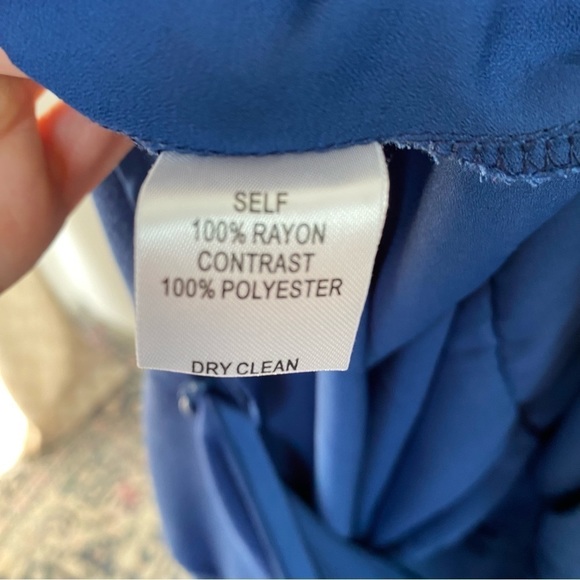 SELF
100% RAYON
CONTRAST
100% POLYESTER
DRY CLEAN